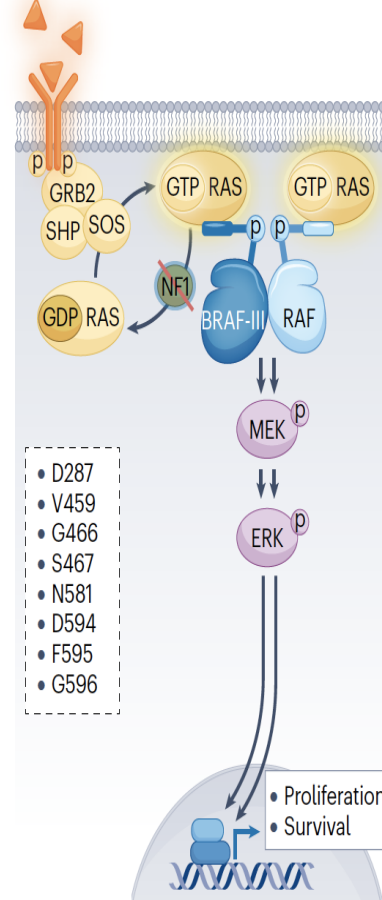 p p
GRB2
SHP SOS
GDP RAS
GTP RAS
GTP RAS
NF1
p p
BRAF-III RAF
MEK p
ERK p
• D287
• V459
• G466
• S467
• N581
• D594
• F595
• G596
• Proliferation
• Survival